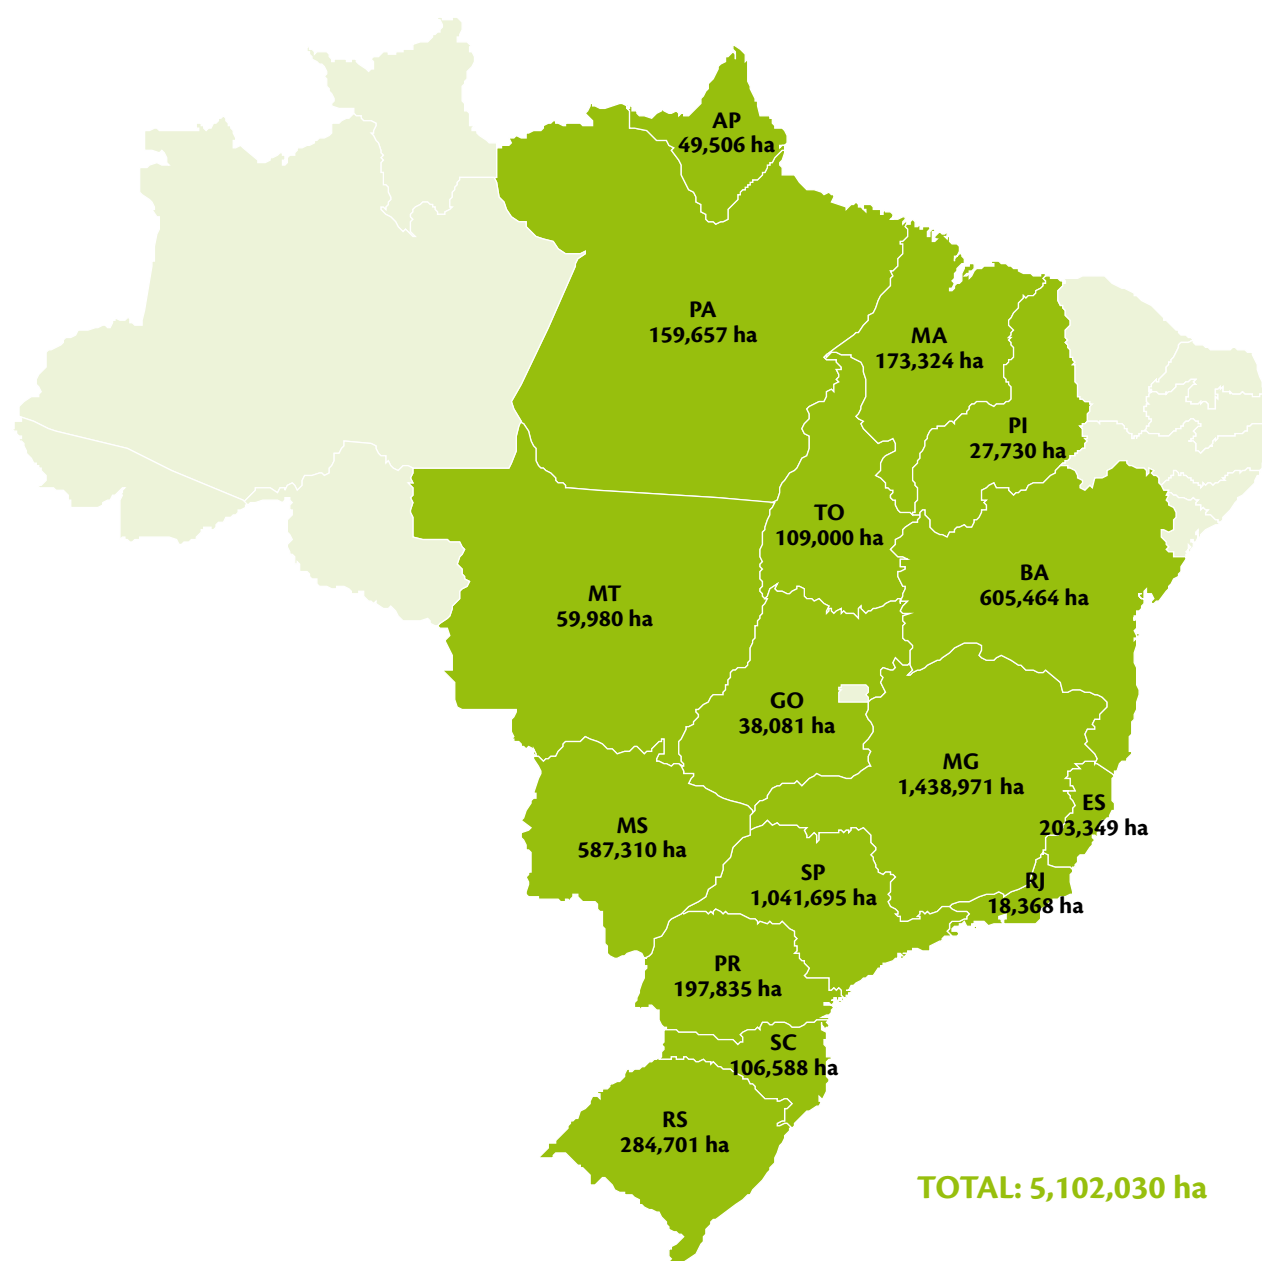 AP
49,506 ha
PA
159,657 ha
MA
173,324 ha
PI
27,730 ha
TO
109,000 ha
BA
605,464 ha
MT
59,980 ha
GO
38,081 ha
MG
1,438,971 ha
ES
203,349 ha
MS
587,310 ha
SP
1,041,695 ha
RJ
18,368 ha
PR
197,835 ha
SC
106,588 ha
RS
284,701 ha
TOTAL: 5,102,030 ha